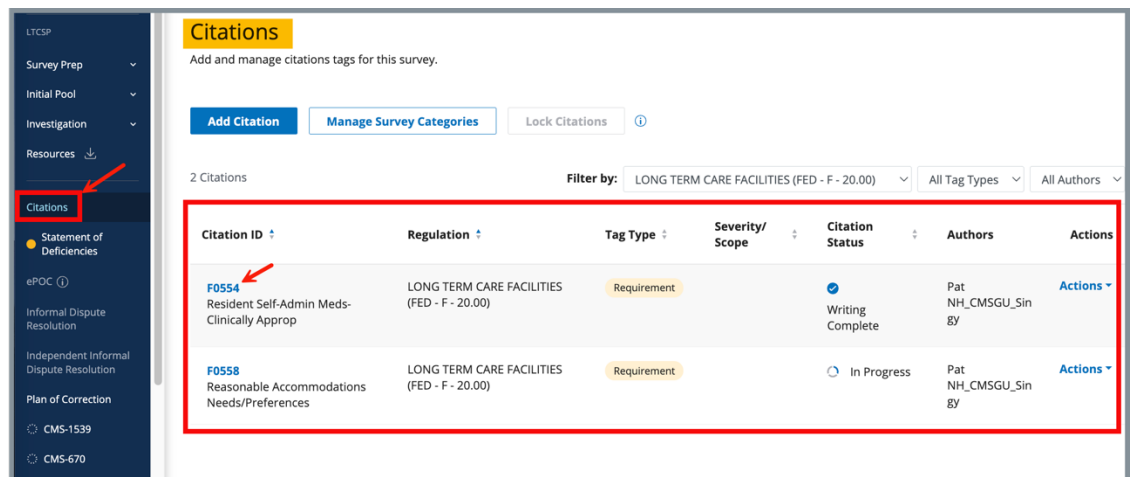 LTCSP
Survey Prep
Initial Pool
Investigation
Resources
Citations
Statement of
Deficiencies
ePOC
Informal Dispute
Resolution
Independent Informal
Dispute Resolution
Plan of Correction
CMS-1539
CMS-670
Citations
Add and manage citations tags for this survey.
Add Citation Manage Survey Categories Lock Citations
2 Citations Filter by: LONG TERM CARE FACILITIES (FED - F - 20.00) All Tag Types All Authors
Citation ID Regulation Tag Type Severity/ Scope Citation Status Authors Actions
F0554 LONG TERM CARE FACILITIES Requirement Pat Actions
Resident Self-Admin Meds- (FED - F - 20.00) Writing NH_CMSGU_Sin
Clinically Approp Complete gy
F0558 LONG TERM CARE FACILITIES Requirement In Progress Pat Actions
Reasonable Accommodations (FED - F - 20.00) NH_CMSGU_Sin
Needs/Preferences gy